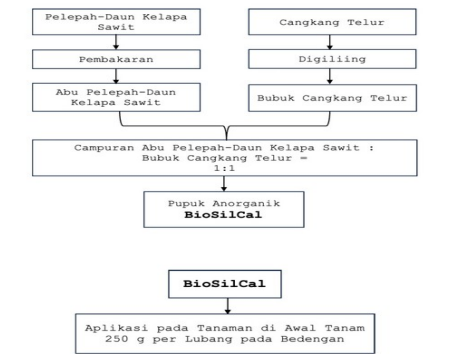 Pelepah-Daun Kelapa
Sawit
Cangkang Telur
Pembakaran
Digiliing
Abu Pelepah-Daun
Kelapa Sawit
Bubuk Cangkang Telur
Campuran Abu Pelepah-Daun Kelapa Sawit :
Bubuk Cangkang Telur =
1:1
Pupuk Anorganik
BioSilCal
BioSilCal
Aplikasi pada Tanaman di Awal Tanam
250 g per Lubang pada Bedengan